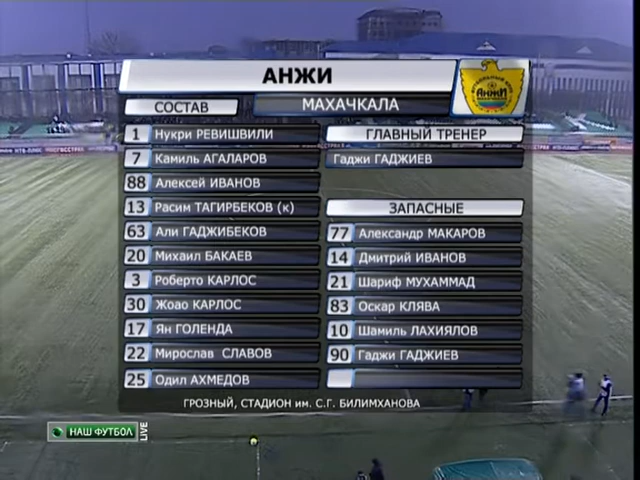 АНЖИ
СОСТАВ
МАХАЧКАЛА
1 Нукри РЕВИШВИЛИ
7 Камиль АГАЛАРОВ
88 Алексей ИВАНОВ
13 Расим ТАГИРБЕКОВ (к)
63 Али ГАДЖИБЕКОВ
20 Михаил БАКАЕВ
3 Роберто КАРЛОС
30 Жоао КАРЛОС
17 Ян ГОЛЕНДА
22 Мирослав СЛАВОВ
25 Одил АХМЕДОВ
ГЛАВНЫЙ ТРЕНЕР
Гаджи ГАДЖИЕВ
ЗАПАСНЫЕ
77 Александр МАКАРОВ
14 Дмитрий ИВАНОВ
21 Шариф МУХАММАД
83 Оскар КЛЯВА
10 Шамиль ЛАХИЯЛОВ
90 Гаджи ГАДЖИЕВ
ГРОЗНЫЙ, СТАДИОН им. С.Г. БИЛИМХАНОВА
НАШ ФУТБОЛ
LIVE
АНЖИ